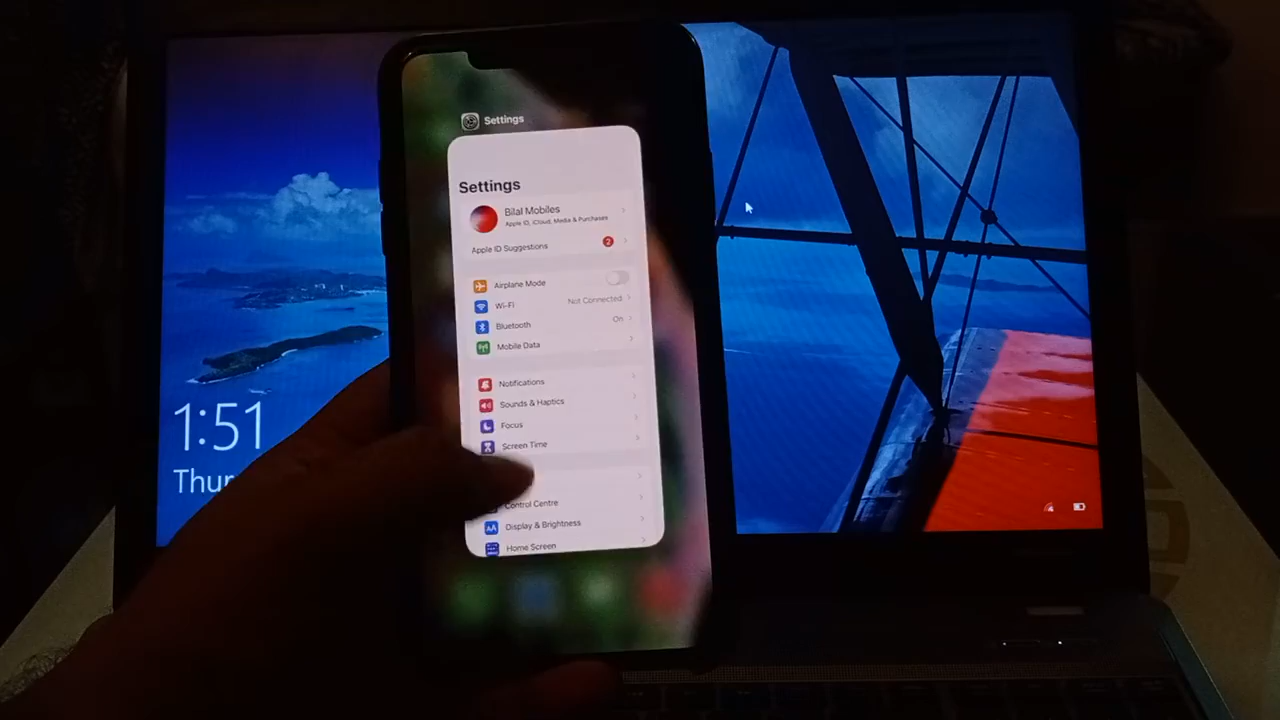 Settings
Settings
Bilal Mobiles
Apple ID, iCloud, Media & Purchases
Apple ID Suggestions
2
Airplane Mode
Wi-Fi
Not Connected
Bluetooth
On
Mobile Data
Notifications
Sounds & Haptics
Focus
Screen Time
Control Centre
AA
Display & Brightness
Home Screen
1:51
Thur